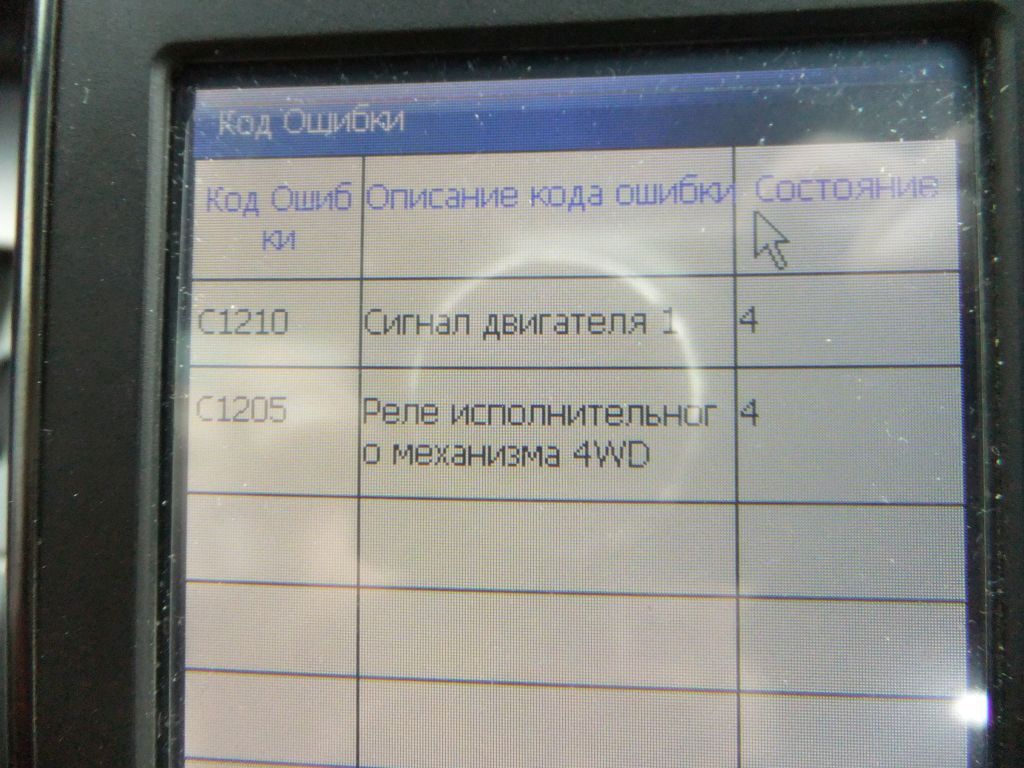 Код Ошибки
Код Ошиб
ки
Описание кода ошибки
Состояние
C1210
Сигнал двигателя 1
4
C1205
Реле исполнительног
о механизма 4WD
4